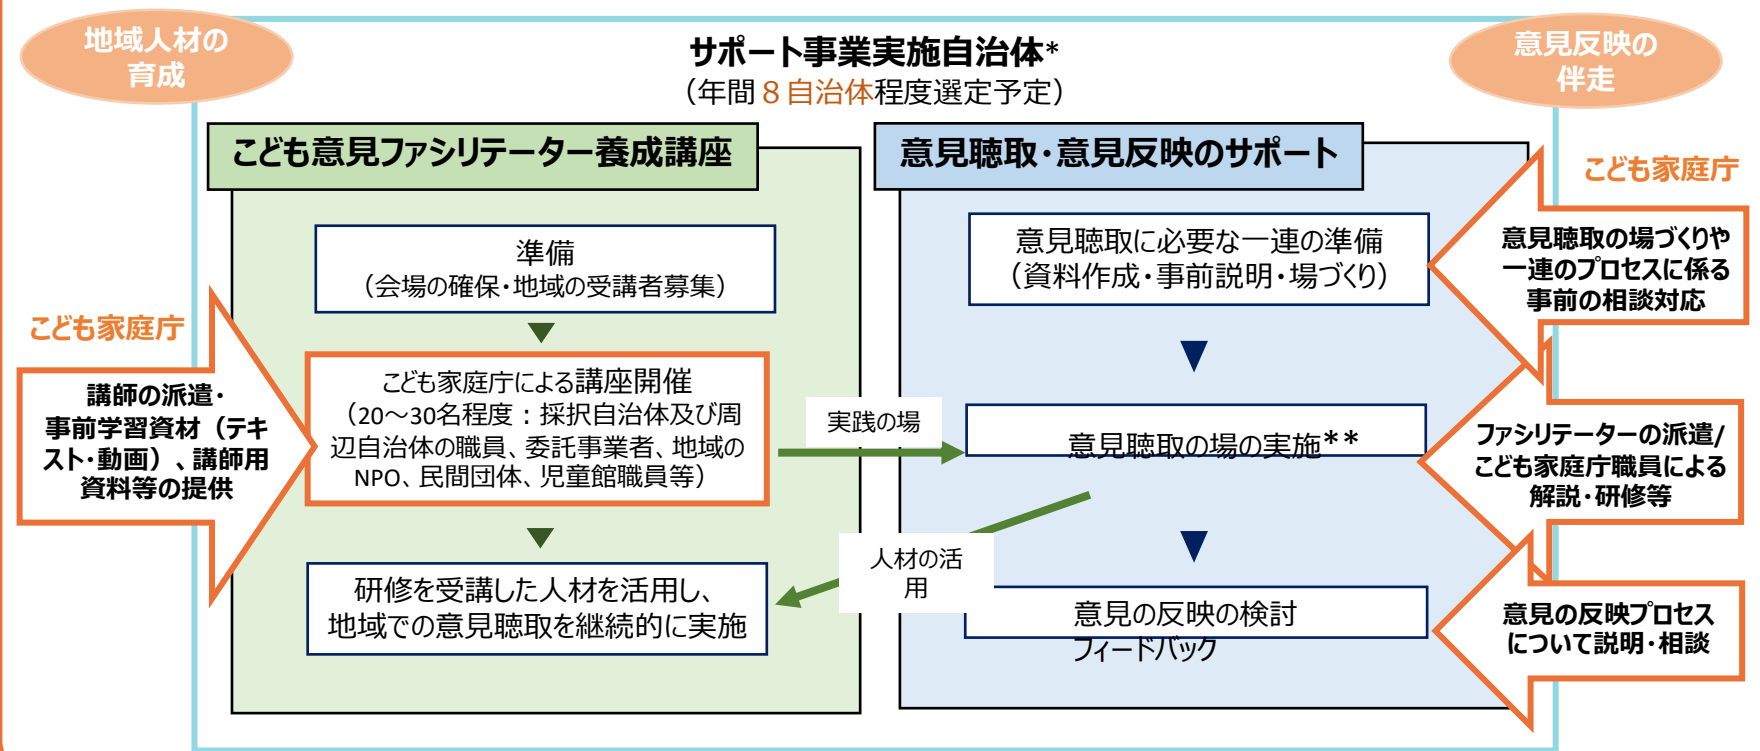 地域人材の
育成
サポート事業実施自治体*
（年間８自治体程度選定予定）
意見反映の
伴走
こども意見ファシリテーター養成講座
準備
（会場の確保・地域の受講者募集）
こども家庭庁による講座開催
（20～30名程度：採択自治体及び周
辺自治体の職員、委託事業者、地域の
NPO、民間団体、児童館職員等）
研修を受講した人材を活用し、
地域での意見聴取を継続的に実施
こども家庭庁
講師の派遣・
事前学習資材（テキ
スト・動画）、講師用
資料等の提供
実践の場
人材の活
用
意見聴取・意見反映のサポート
意見聴取に必要な一連の準備
（資料作成・事前説明・場づくり）
意見聴取の場の実施**
意見の反映の検討
フィードバック
こども家庭庁
意見聴取の場づくりや
一連のプロセスに係る
事前の相談対応
ファシリテーターの派遣/
こども家庭庁職員による
解説・研修等
意見の反映プロセス
について説明・相談